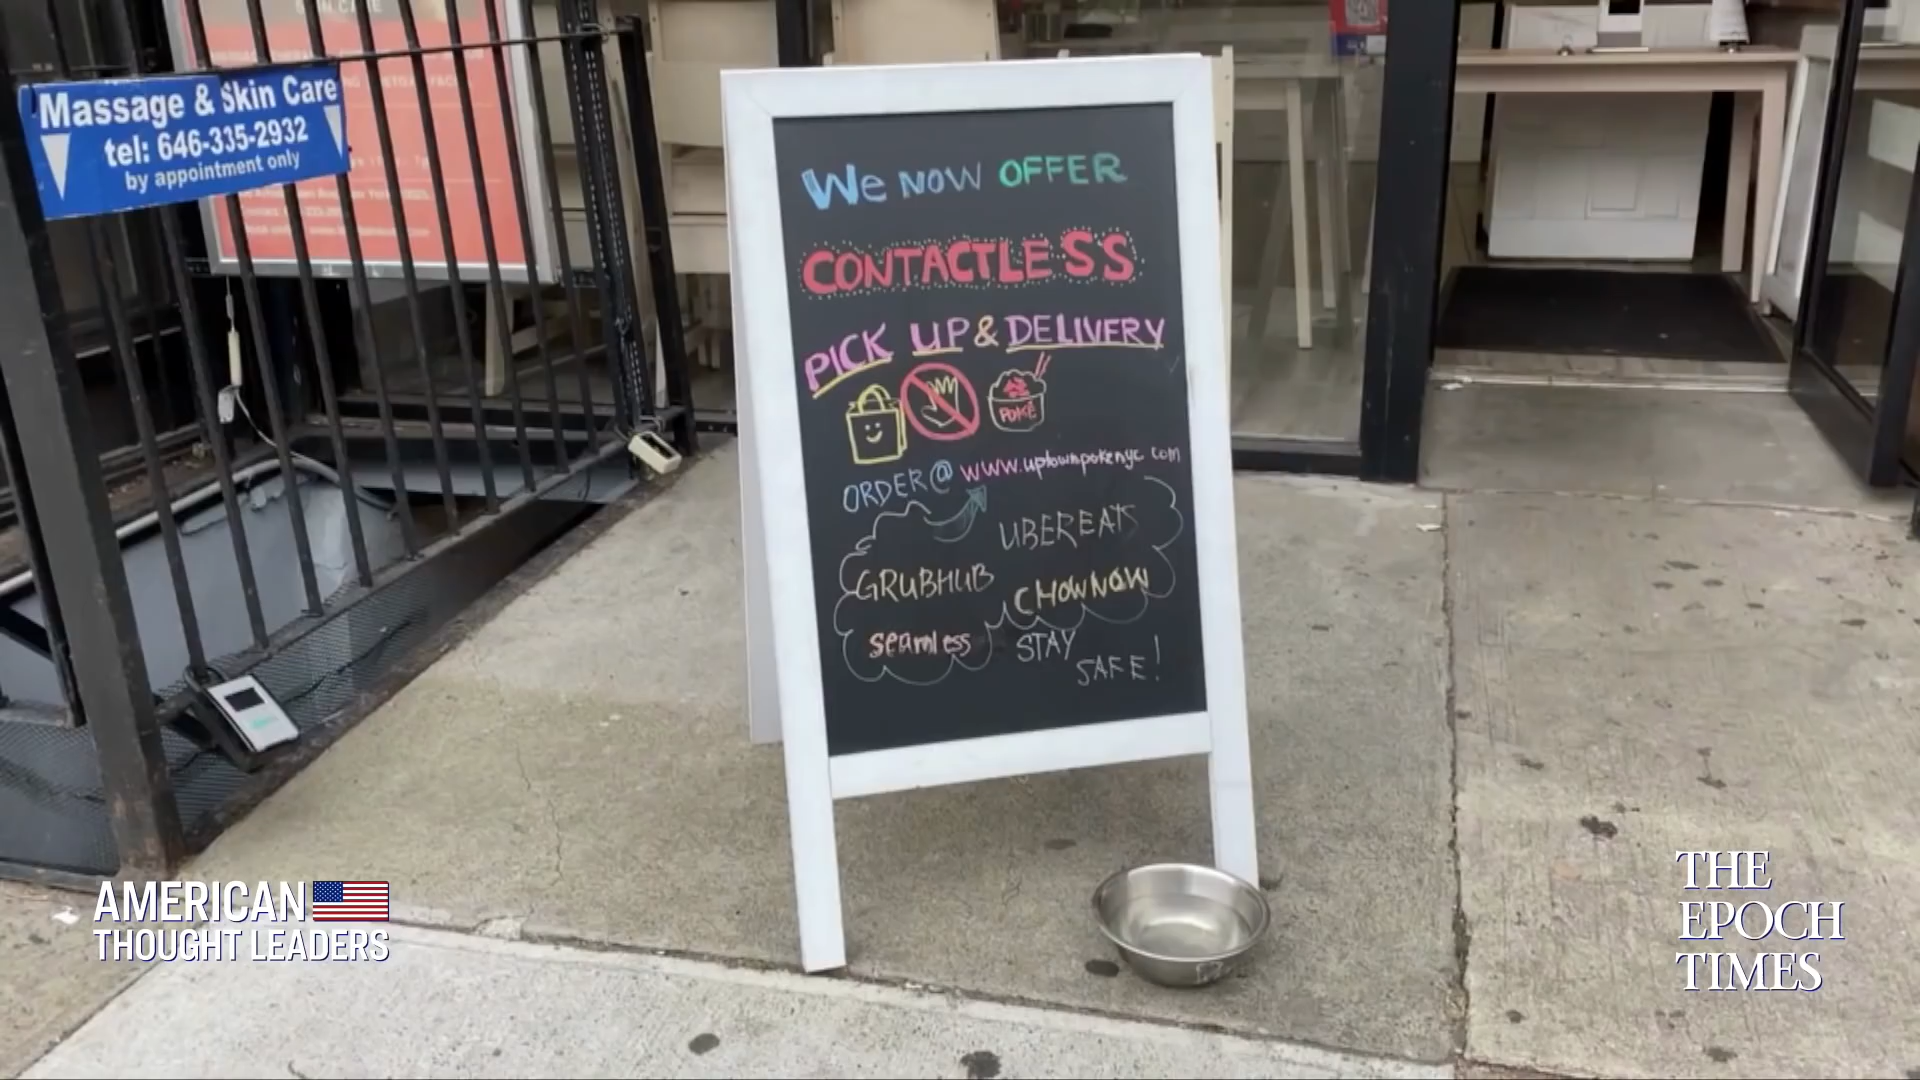 Massage & Skin Care
tel: 646-335-2932
by appointment only
We NOW OFFER
CONTACTLESS
PICK UP & DELIVERY
POKÉ
ORDER @ www.uptownpokenyc.com
UBEREATS
GRUBHUB
CHOWNOW
seamless
STAY
SAFE!
AMERICAN
THOUGHT LEADERS
THE
EPOCH
TIMES